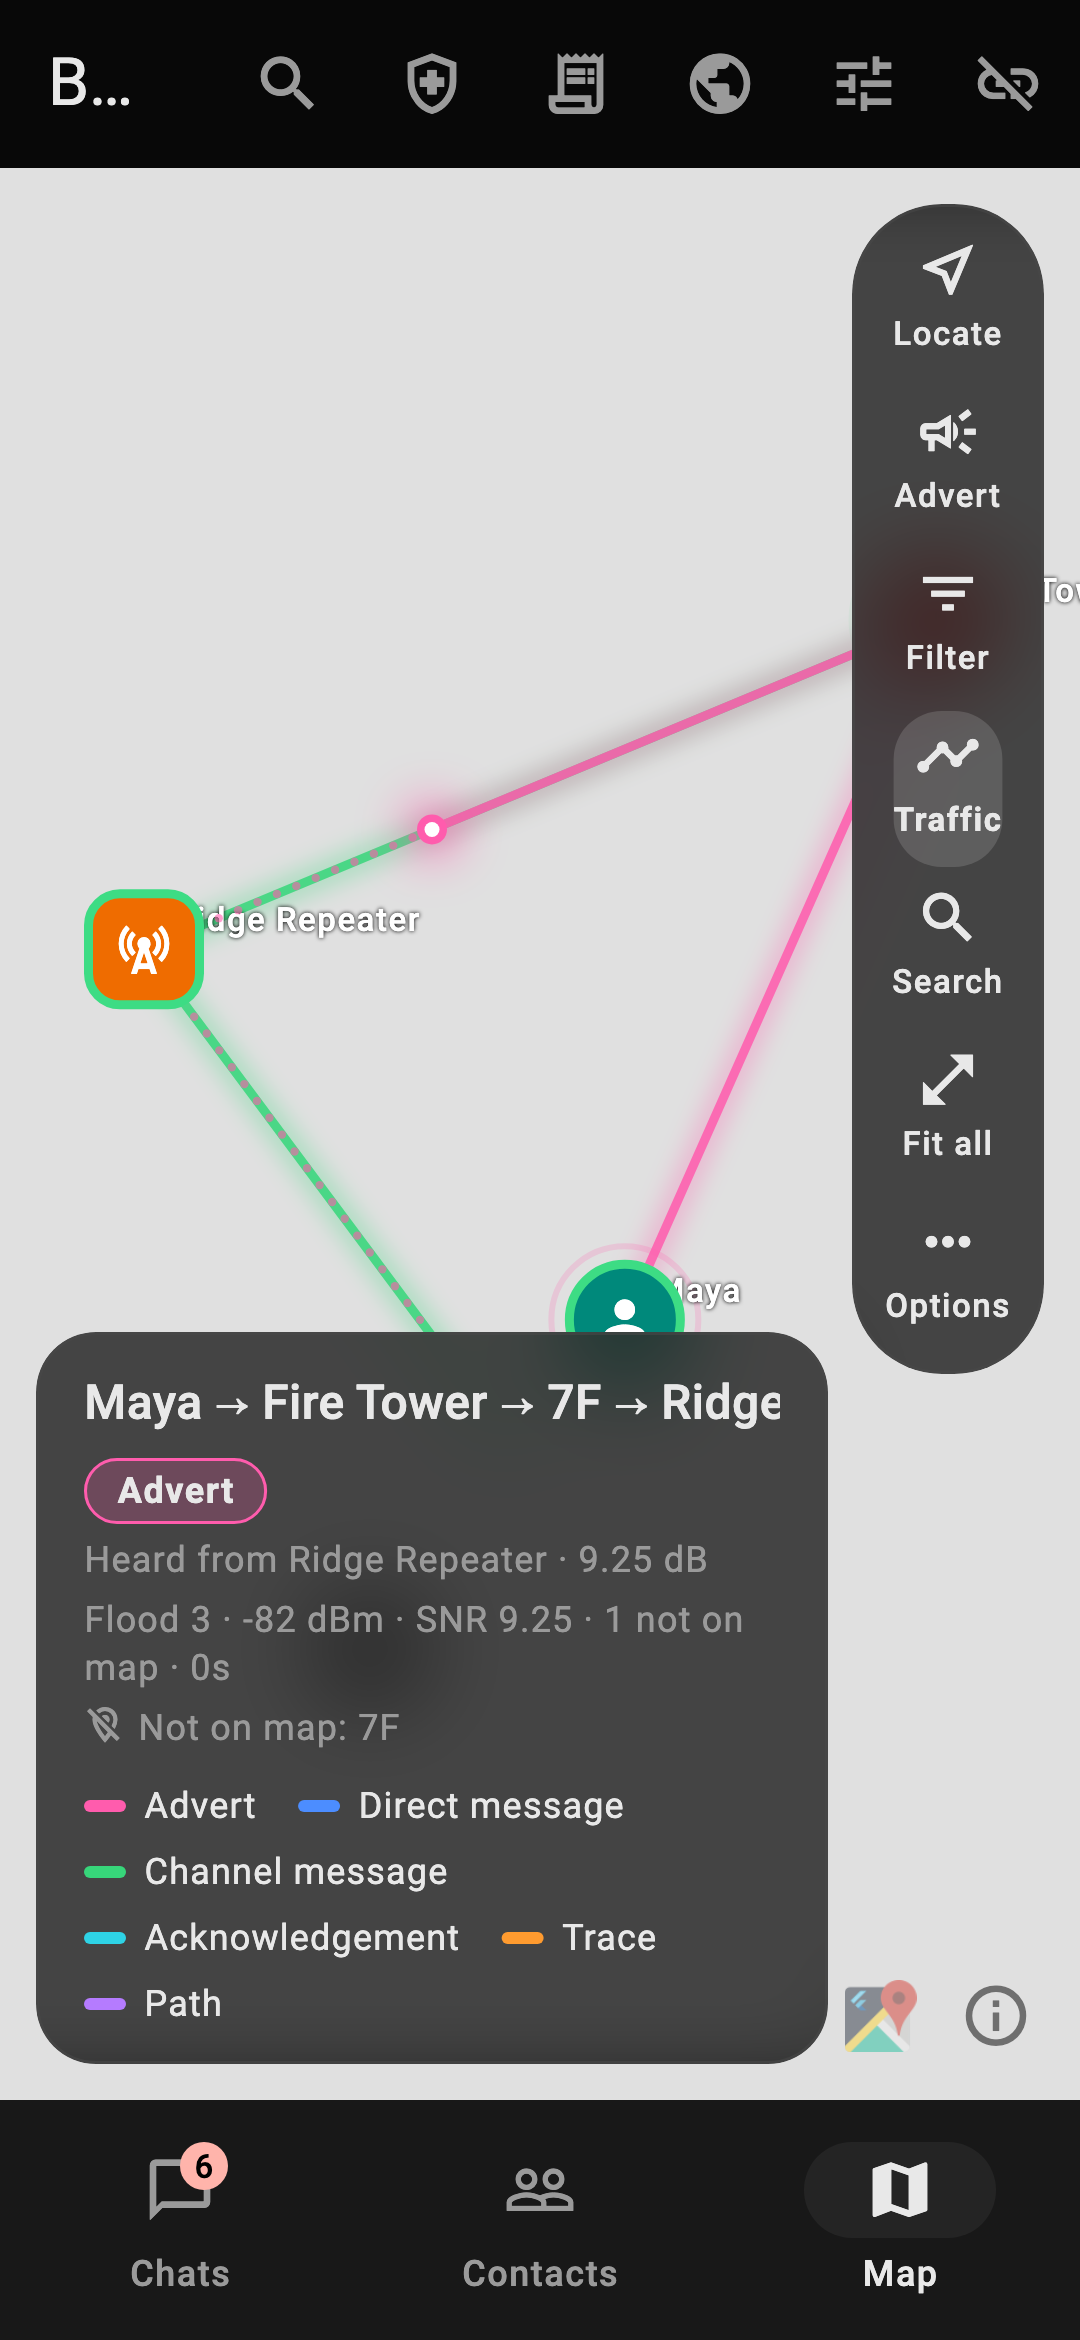 B...
Locate
Advert
Filter
Traffic
Search
Fit all
Options
Repeater
Maya → Fire Tower → 7F → Ridge
Advert
Heard from Ridge Repeater · 9.25 dB
Flood 3 · -82 dBm · SNR 9.25 · 1 not on
map · 0s
Not on map: 7F
Advert
Direct message
Channel message
Acknowledgement
Trace
Path
6
Chats
Contacts
Map